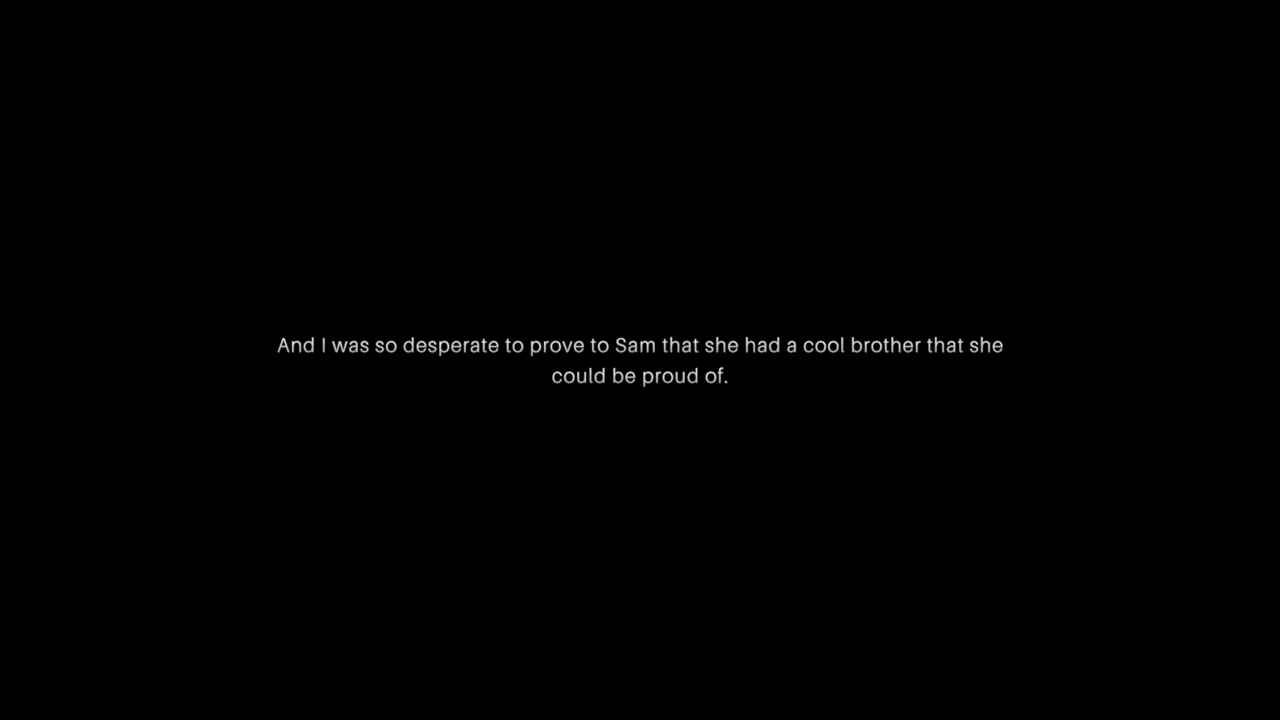 And I was so desperate to prove to Sam that she had a cool brother that she
could be proud of.